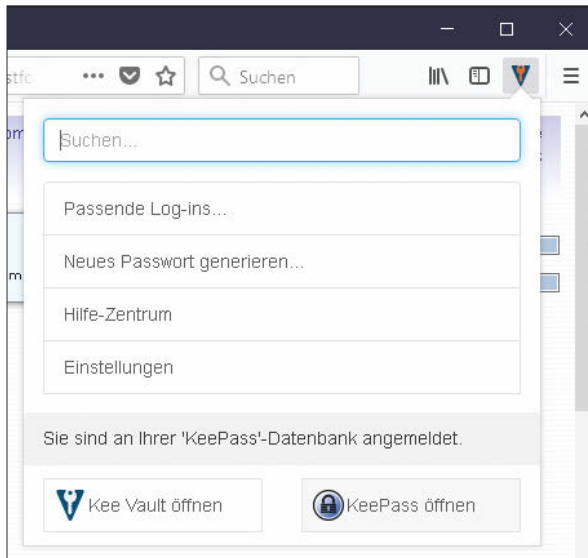 Suchen
Suchen...
Passende Log-ins...
Neues Passwort generieren...
Hilfe-Zentrum
Einstellungen
Sie sind an Ihrer 'KeePass'-Datenbank angemeldet.
Kee Vault öffnen
KeePass öffnen